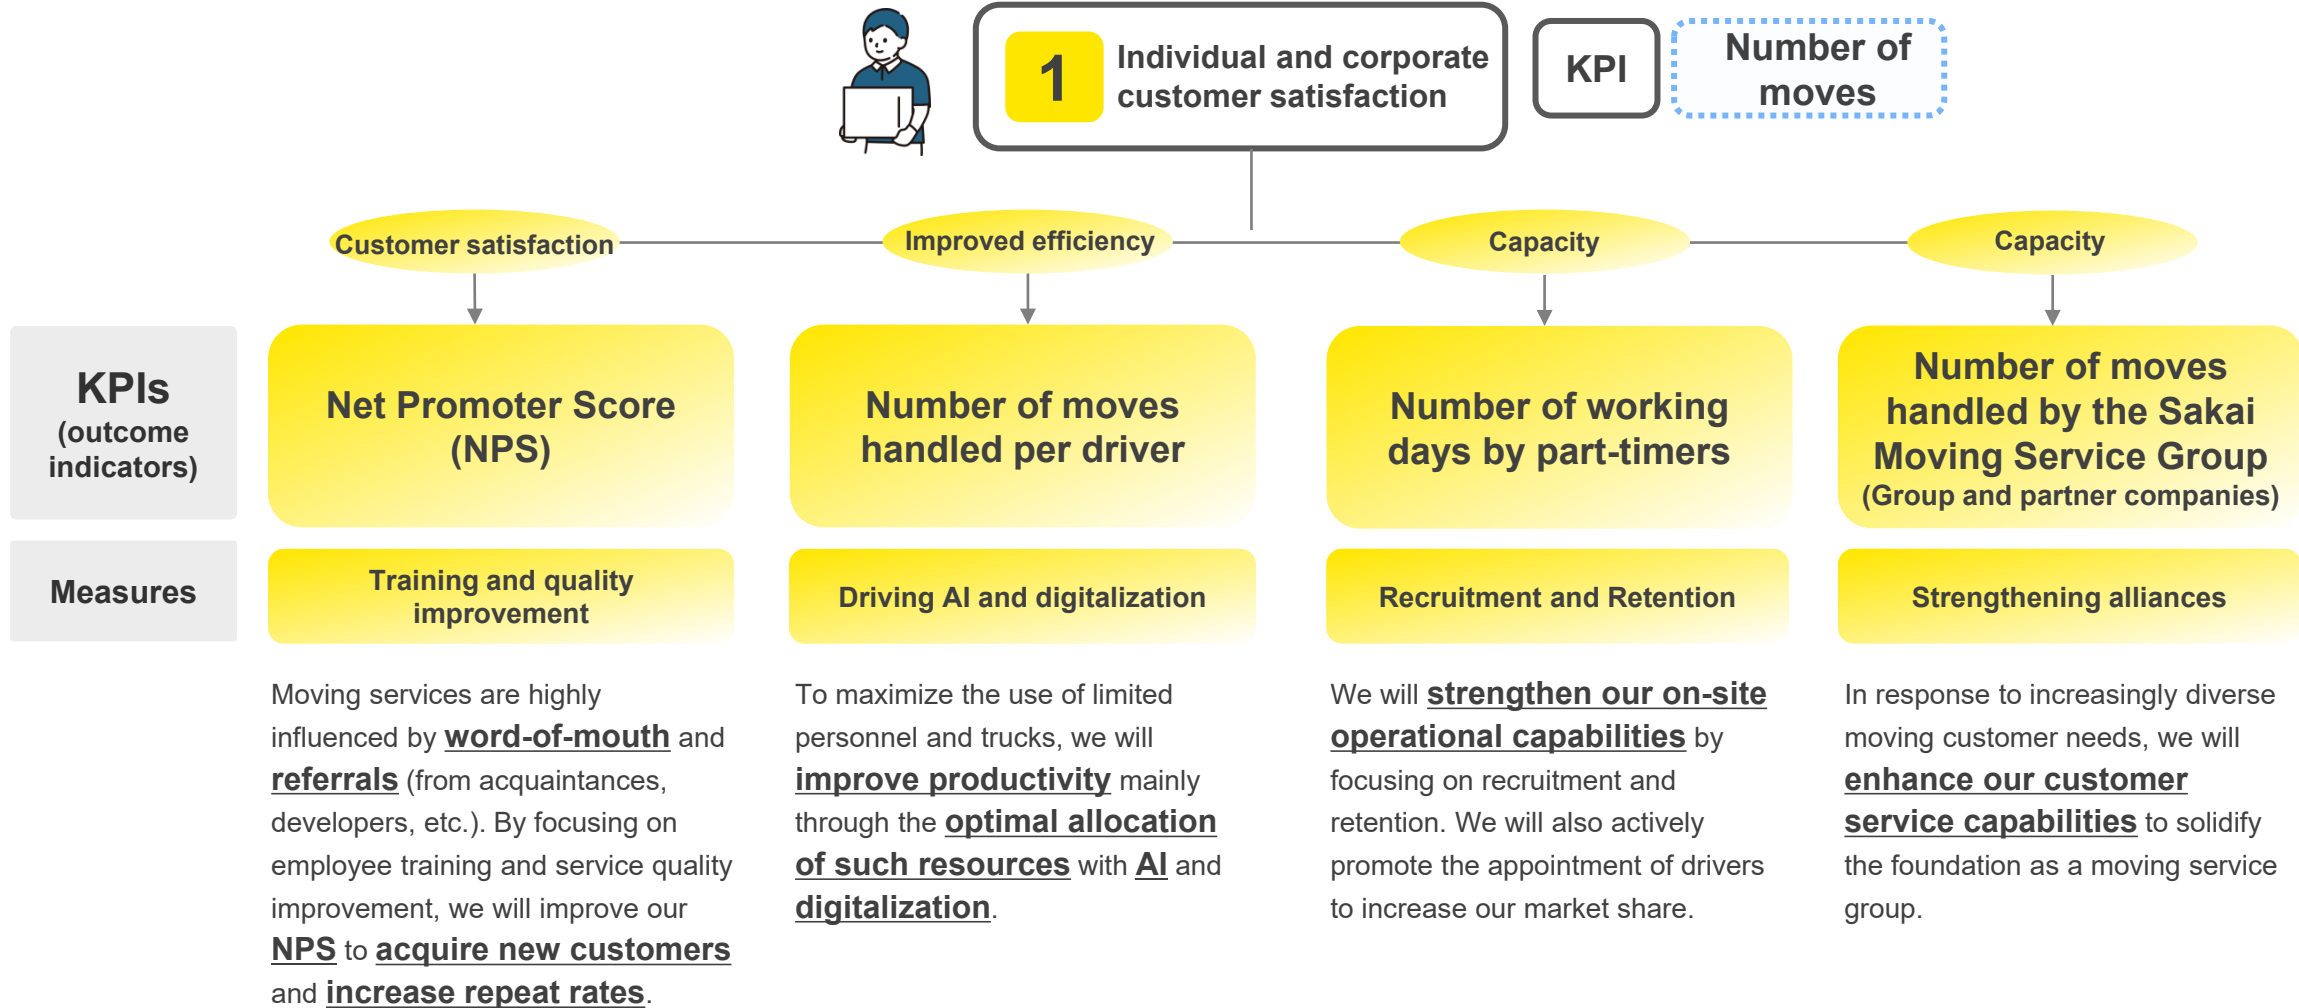 1
Individual and corporate
customer satisfaction
KPI
Number of
moves
Customer satisfaction
Improved efficiency
Capacity
Capacity
KPIs
(outcome
indicators)
Net Promoter Score
(NPS)
Number of moves
handled per driver
Number of working
days by part-timers
Number of moves
handled by the Sakai
Moving Service Group
(Group and partner companies)
Measures
Training and quality
improvement
Driving AI and digitalization
Recruitment and Retention
Strengthening alliances
Moving services are highly
influenced by word-of-mouth and
referrals (from acquaintances,
developers, etc.). By focusing on
employee training and service quality
improvement, we will improve our
NPS to acquire new customers
and increase repeat rates.
To maximize the use of limited
personnel and trucks, we will
improve productivity mainly
through the optimal allocation
of such resources with AI and
digitalization.
We will strengthen our on-site
operational capabilities by
focusing on recruitment and
retention. We will also actively
promote the appointment of drivers
to increase our market share.
In response to increasingly diverse
moving customer needs, we will
enhance our customer
service capabilities to solidify
the foundation as a moving service
group.